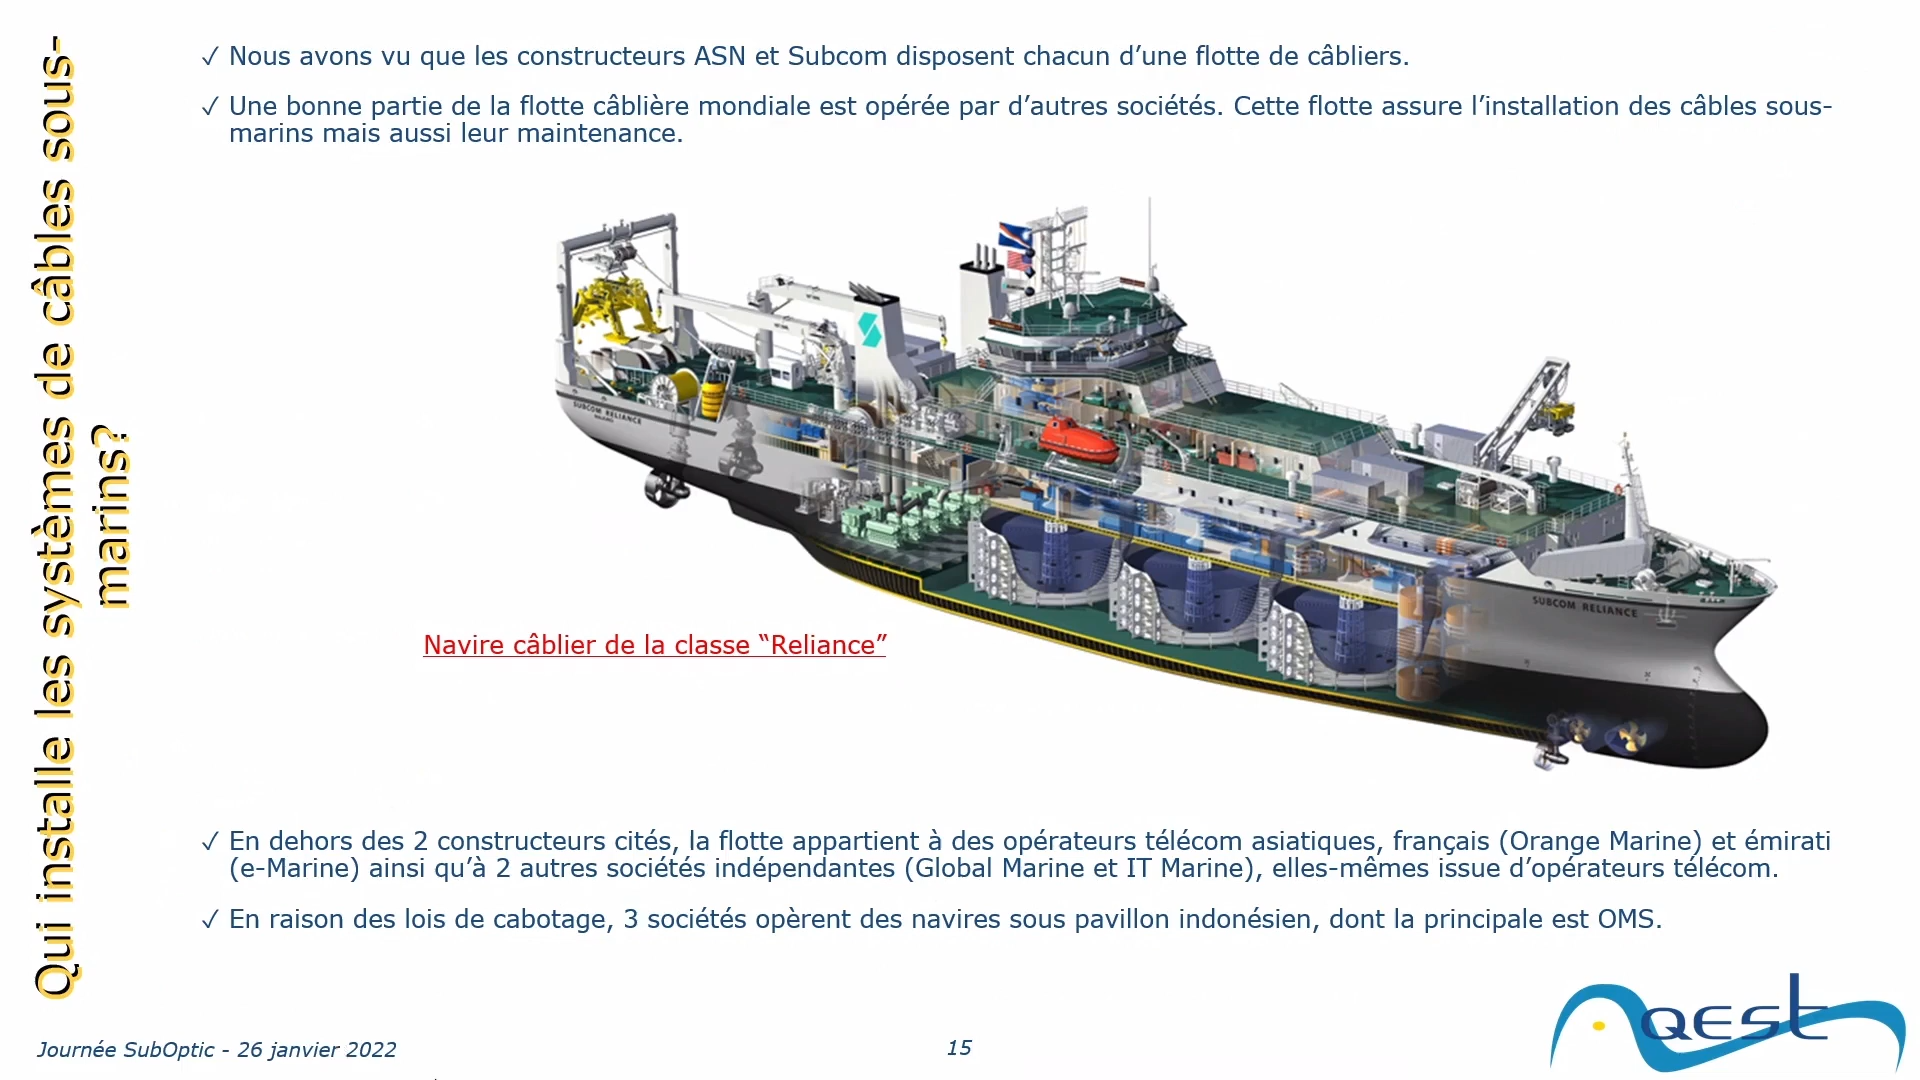 Qui installe les systèmes de câbles sous-
marins?
✓ Nous avons vu que les constructeurs ASN et Subcom disposent chacun d’une flotte de câbliers.
✓ Une bonne partie de la flotte câblière mondiale est opérée par d’autres sociétés. Cette flotte assure l’installation des câbles sous-
marins mais aussi leur maintenance.
SUBCOM RELIANCE
SUBCOM RELIANCE
Navire câblier de la classe “Reliance”
✓ En dehors des 2 constructeurs cités, la flotte appartient à des opérateurs télécom asiatiques, français (Orange Marine) et émirati
(e-Marine) ainsi qu’à 2 autres sociétés indépendantes (Global Marine et IT Marine), elles-mêmes issue d’opérateurs télécom.
✓ En raison des lois de cabotage, 3 sociétés opèrent des navires sous pavillon indonésien, dont la principale est OMS.
Journée SubOptic - 26 janvier 2022
15
AQEST